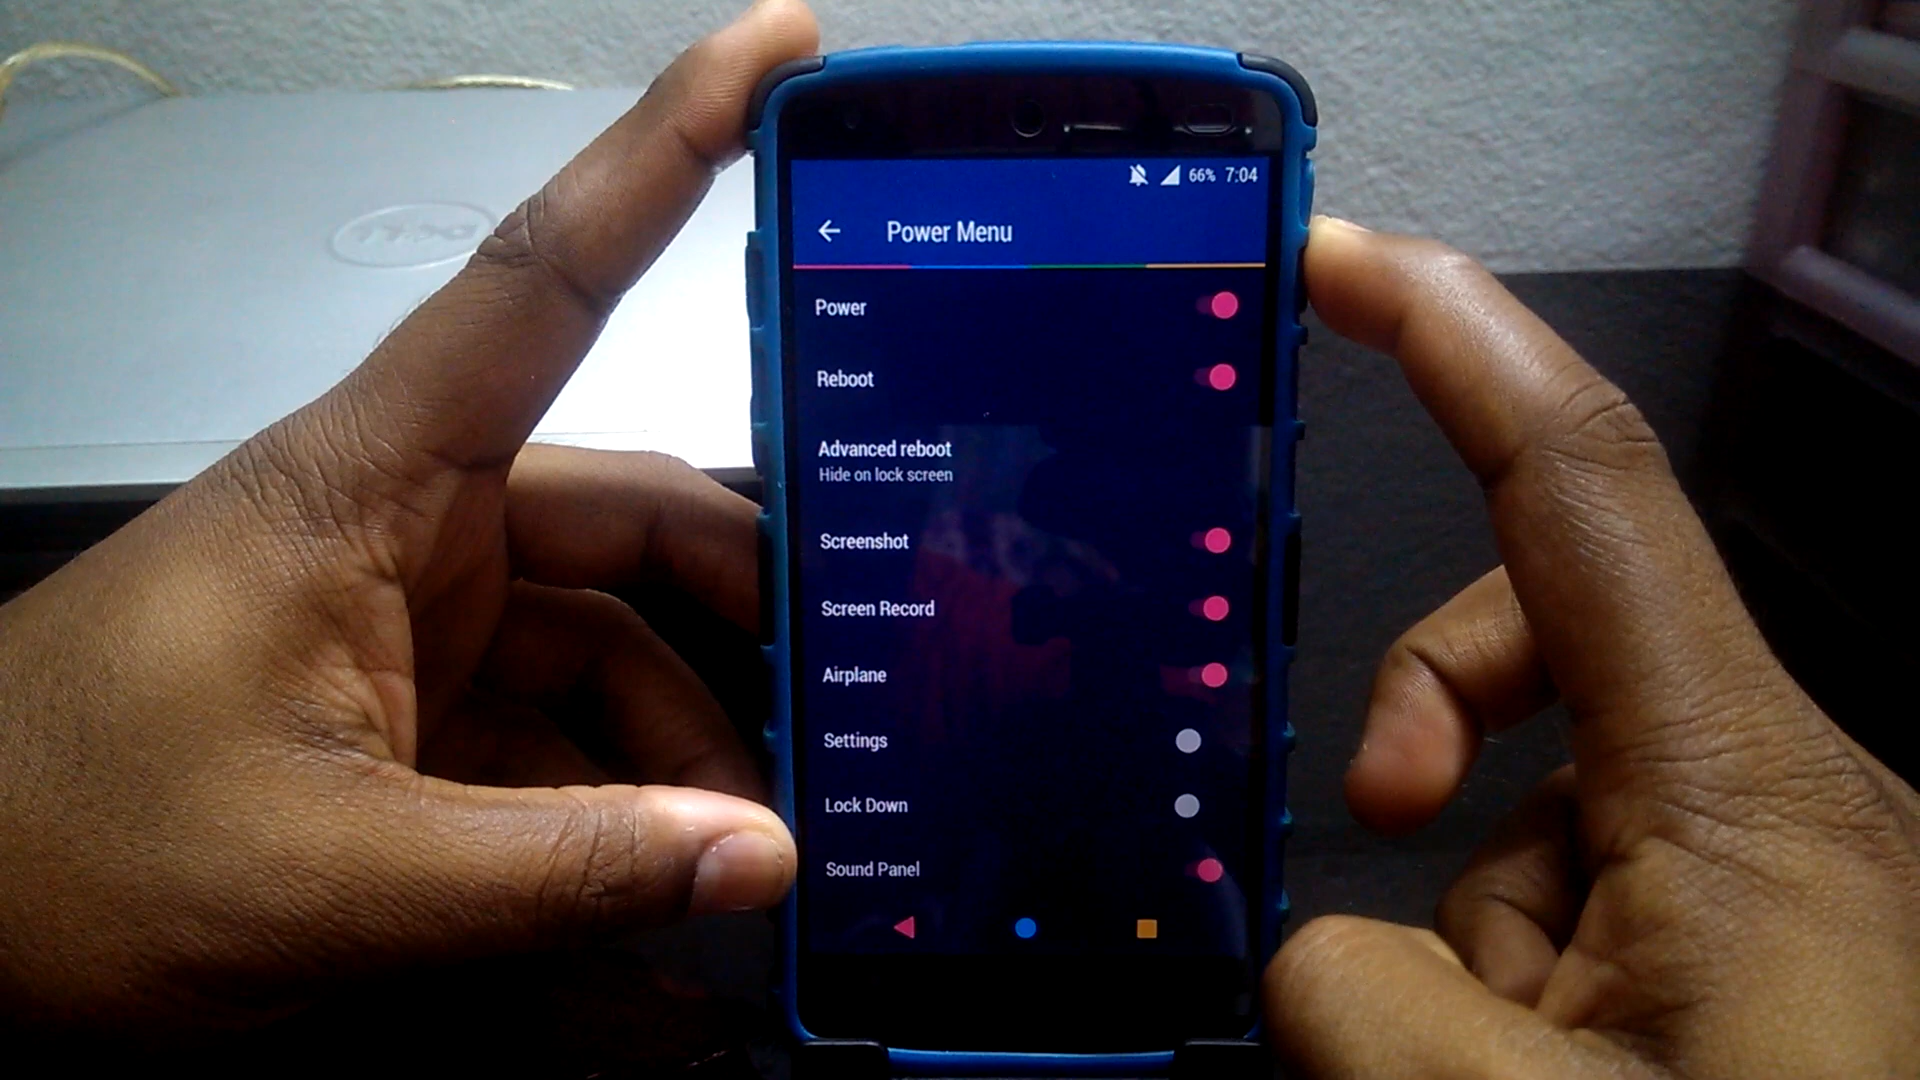 DELL
66% 7:04
Power Menu
Power
Reboot
Advanced reboot
Hide on lock screen
Screenshot
Screen Record
Airplane
Settings
Lock Down
Sound Panel